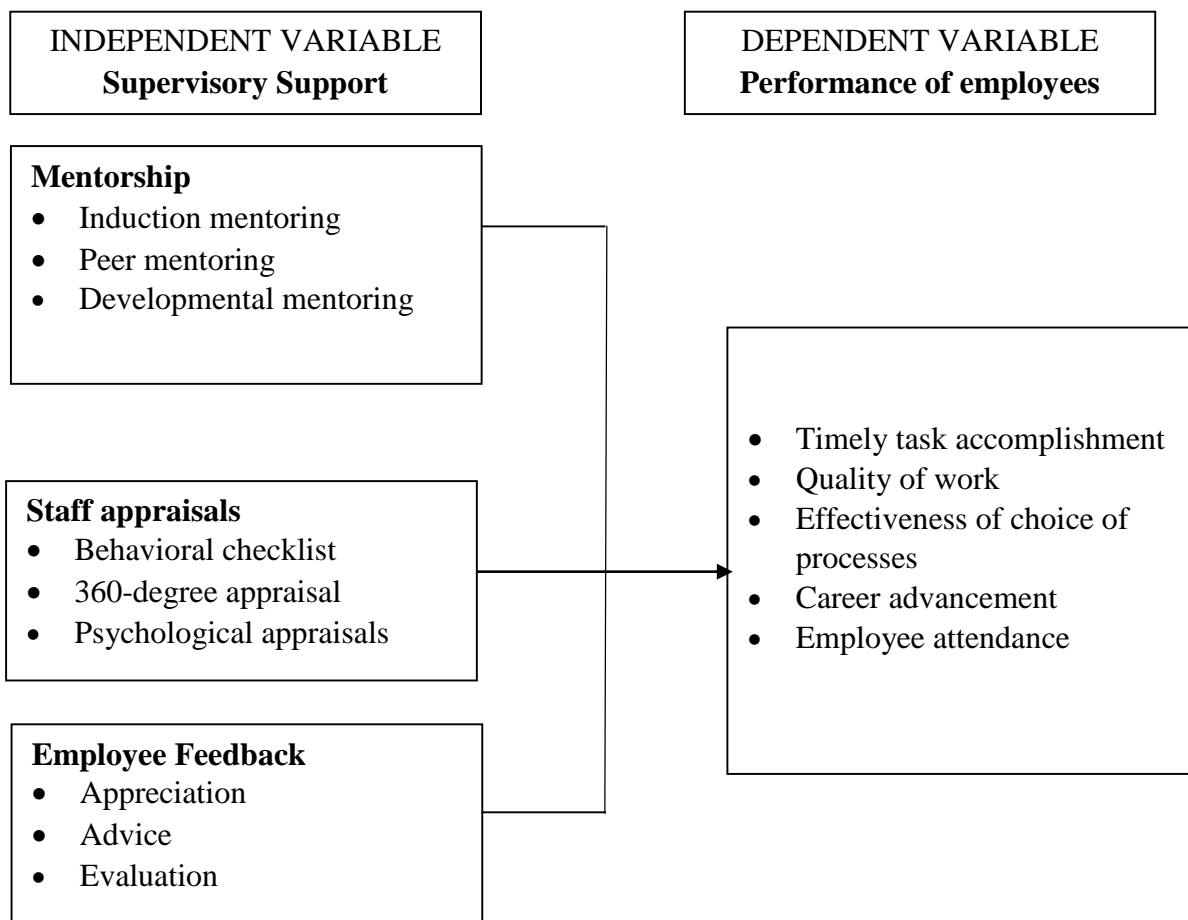 INDEPENDENT VARIABLE
Supervisory Support
DEPENDENT VARIABLE
Performance of employees
Mentorship
• Induction mentoring
• Peer mentoring
• Developmental mentoring
Staff appraisals
• Behavioral checklist
• 360-degree appraisal
• Psychological appraisals
Employee Feedback
• Appreciation
• Advice
• Evaluation
• Timely task accomplishment
• Quality of work
• Effectiveness of choice of
processes
• Career advancement
• Employee attendance